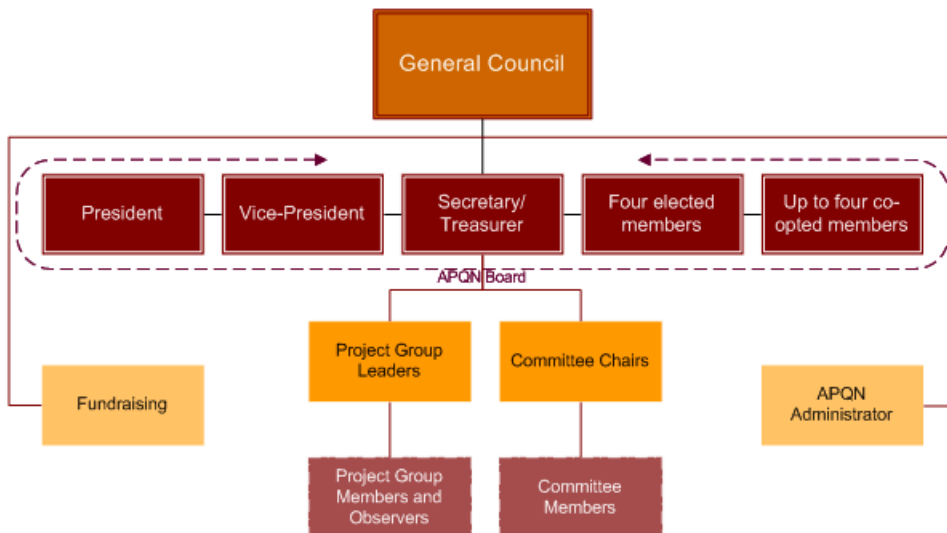 General Council
President
Vice-President
Secretary/
Treasurer
Four elected
members
Up to four co-
opted members
APQN Board
Project Group
Leaders
Committee Chairs
Fundraising
APQN
Administrator
Project Group
Members and
Observers
Committee
Members